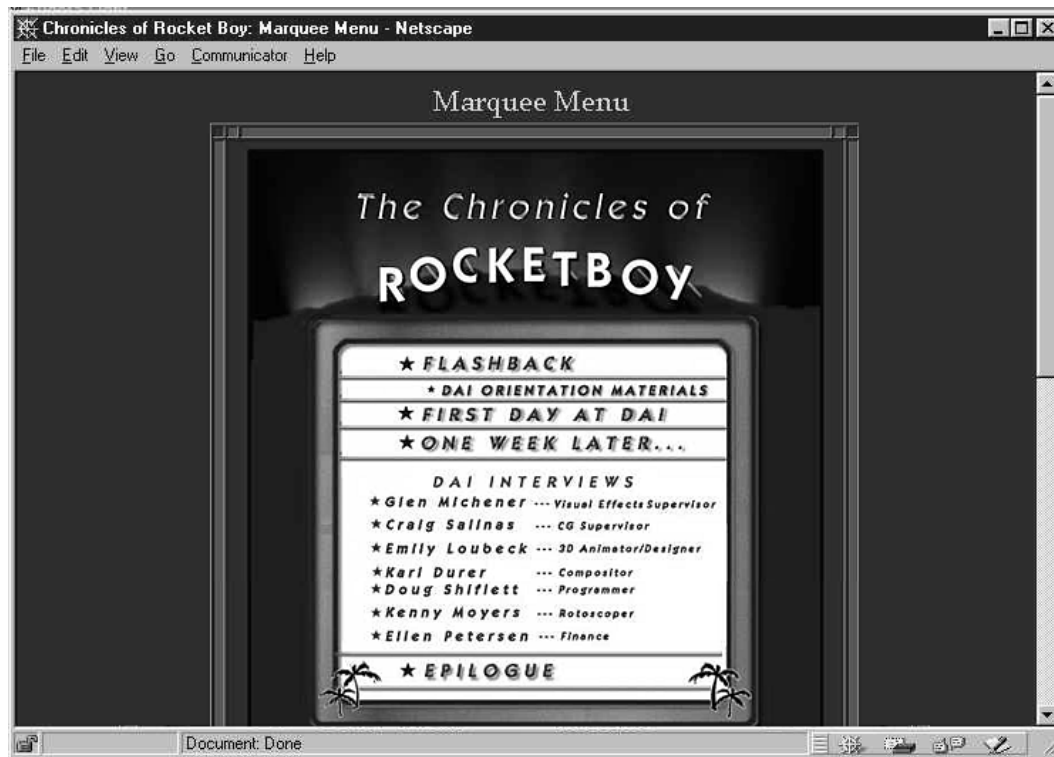 Chronicles of Rocket Boy: Marquee Menu - Netscape
File Edit View Go Communicator Help
Marquee Menu
The Chronicles of
ROCKETBOY
★ FLASHBACK
★ DAI ORIENTATION MATERIALS
★ FIRST DAY AT DAI
★ ONE WEEK LATER...
DAI INTERVIEWS
★ Glen Michener --- Visual Effects Supervisor
★ Craig Salinas --- CG Supervisor
★ Emily Loubeck --- 3D Animator/Designer
★ Karl Durer --- Compositor
★ Doug Shiflett --- Programmer
★ Kenny Moyers --- Rotoscoper
★ Ellen Petersen --- Finance
★ EPILOGUE
Document: Done